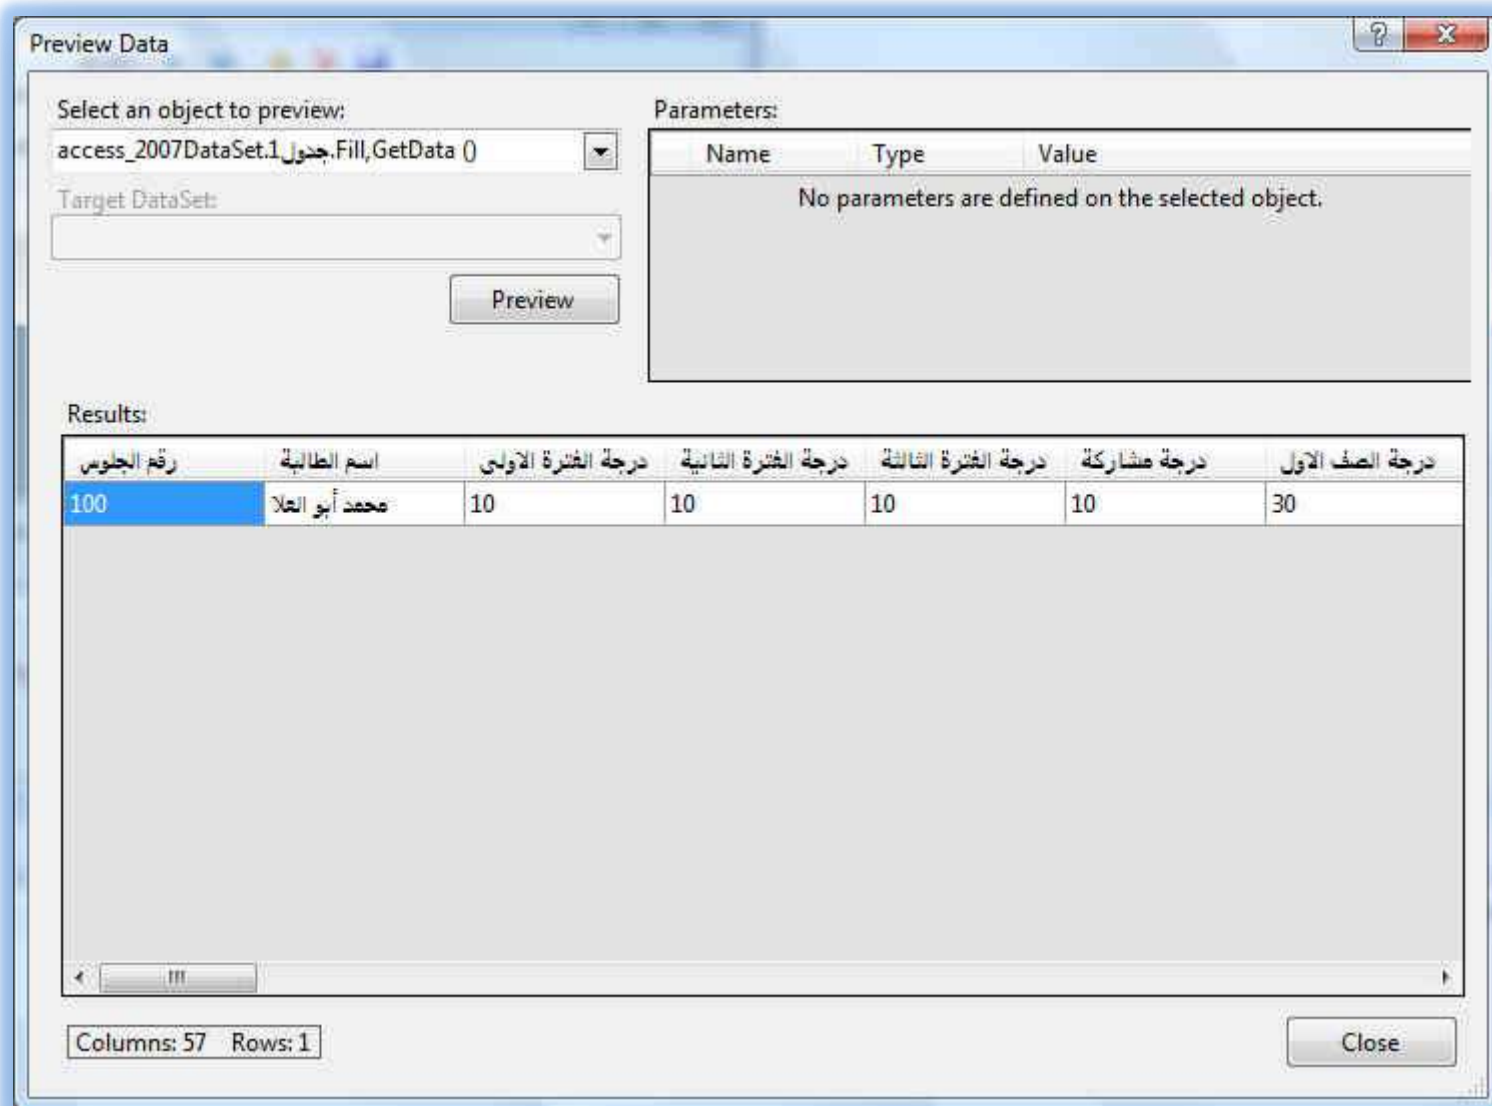 Preview Data
Select an object to preview:
access_2007DataSet.جدول1.Fill,GetData ()
Target DataSet:
Preview
Parameters:
Name Type Value
No parameters are defined on the selected object.
Results:
رقم الجلوس اسم الطالبة درجة الفترة الاولى درجة الفترة الثانية درجة الفترة الثالثة درجة مشاركة درجة الصف الاول
100 محمد أبو العلا 10 10 10 10 30
Columns: 57 Rows: 1
Close